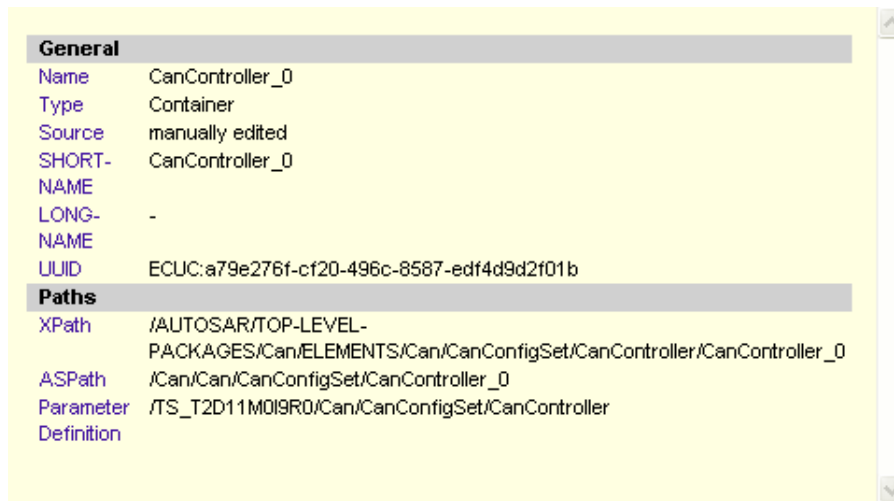 General
Name CanController_0
Type Container
Source manually edited
SHORT- CanController_0
NAME
LONG- -
NAME
UUID ECUC:a79e276f-cf20-496c-8587-edf4d9d2f01b
Paths
XPath /AUTOSAR/TOP-LEVEL-
PACKAGES/Can/ELEMENTS/Can/CanConfigSet/CanController/CanController_0
ASPath /Can/Can/CanConfigSet/CanController_0
Parameter /TS_T2D11M0I9R0/Can/CanConfigSet/CanController
Definition